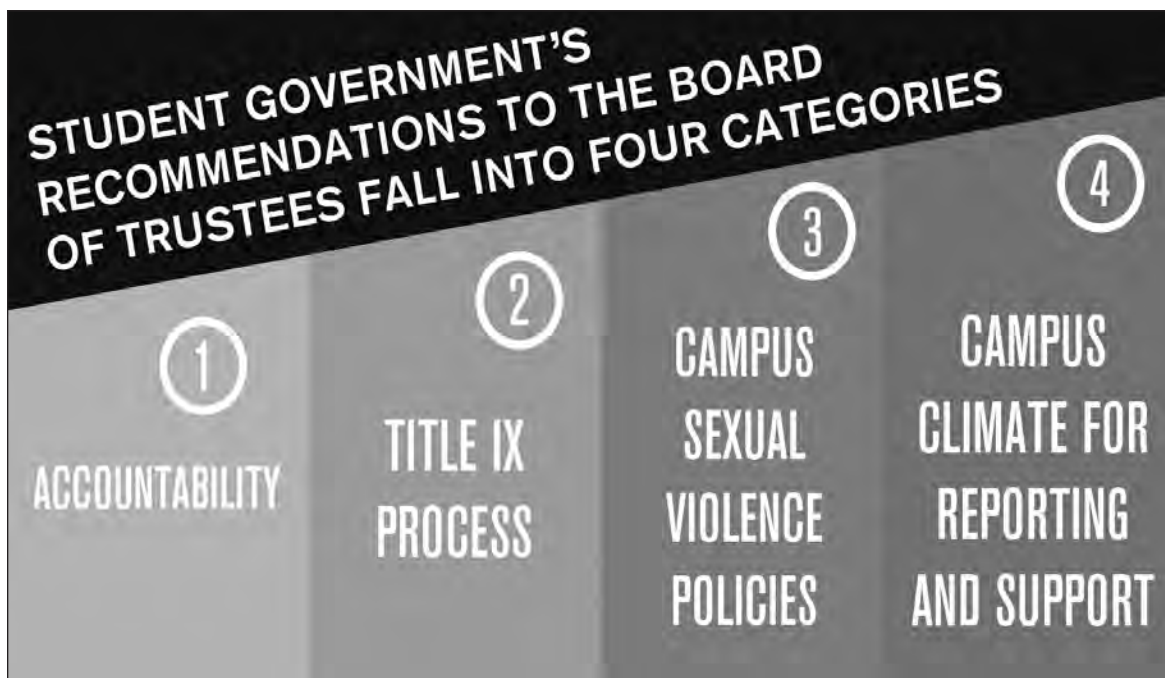 STUDENT GOVERNMENT’S
RECOMMENDATIONS TO THE BOARD
OF TRUSTEES FALL INTO FOUR CATEGORIES
1
ACCOUNTABILITY
2
TITLE IX
PROCESS
3
CAMPUS
SEXUAL
VIOLENCE
POLICIES
4
CAMPUS
CLIMATE FOR
REPORTING
AND SUPPORT